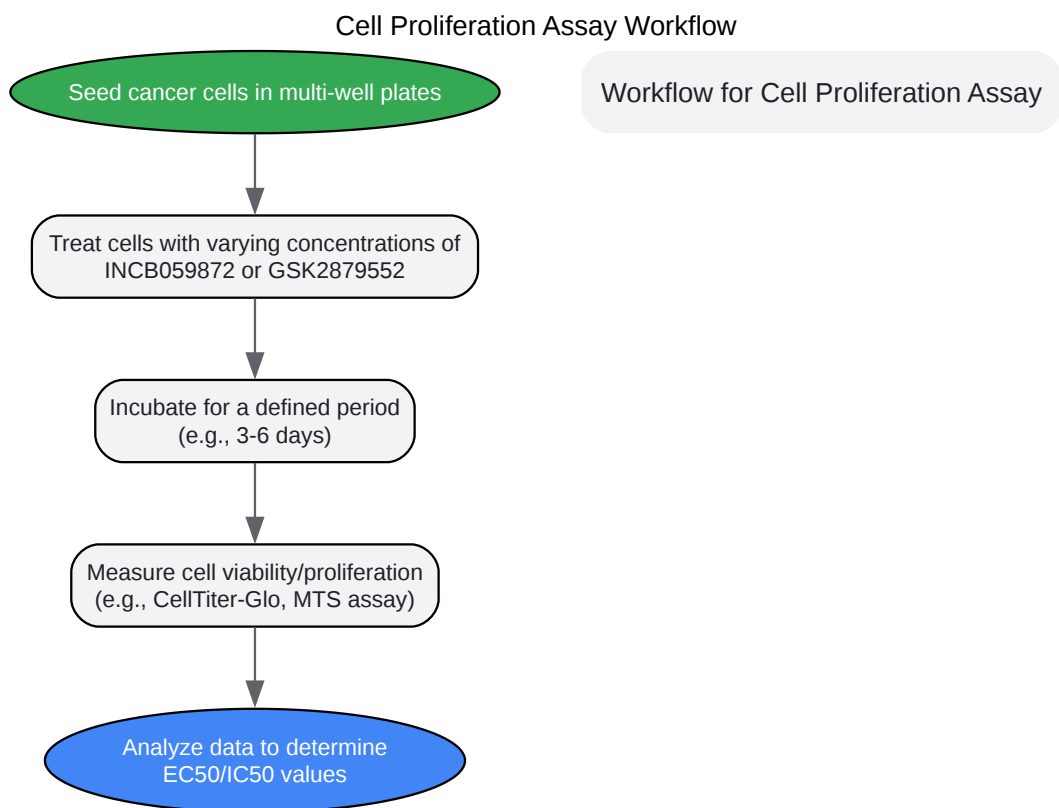 Cell Proliferation Assay Workflow
Seed cancer cells in multi-well plates
Workflow for Cell Proliferation Assay
Treat cells with varying concentrations of
INCB059872 or GSK2879552
Incubate for a defined period
(e.g., 3-6 days)
Measure cell viability/proliferation
(e.g., CellTiter-Glo, MTS assay)
Analyze data to determine
EC50/IC50 values